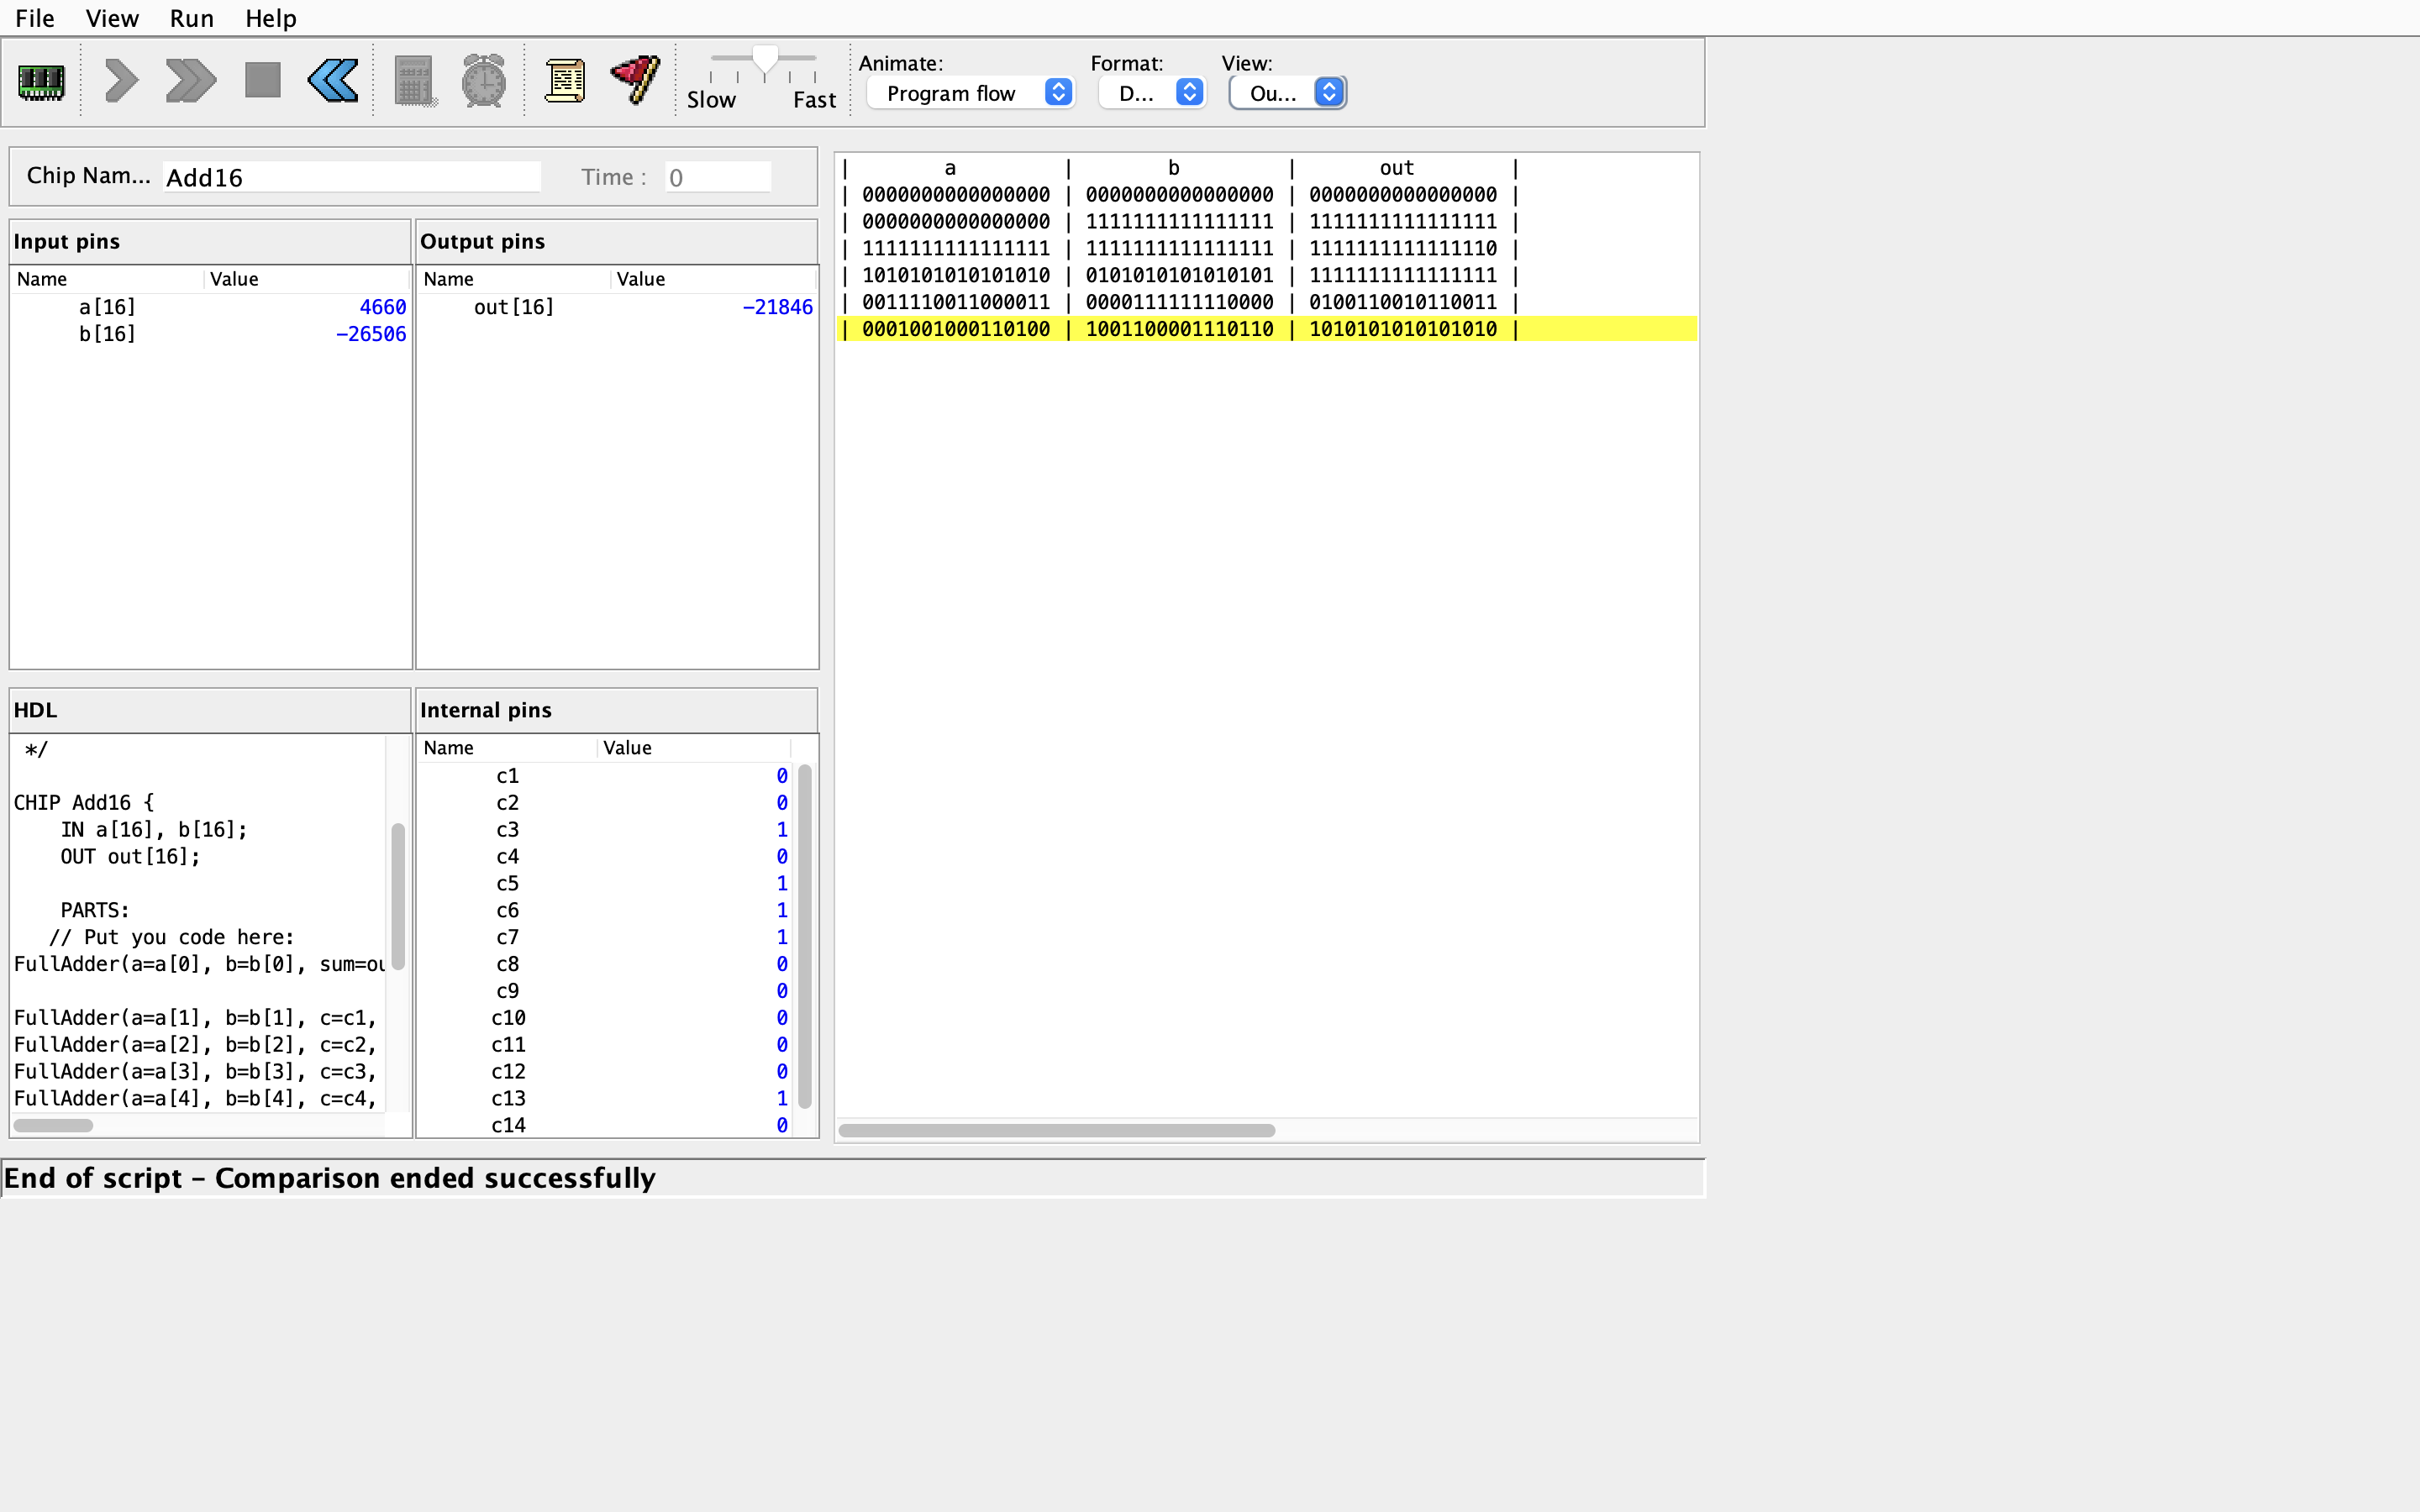 File View Run Help
Slow Fast
Animate: Format: View:
Program flow D... Ou...
Chip Nam... Add16 Time : 0
Input pins
Name Value
a[16] 4660
b[16] -26506
Output pins
Name Value
out[16] -21846
| a | b | out |
| 0000000000000000 | 0000000000000000 | 0000000000000000 |
| 0000000000000000 | 1111111111111111 | 1111111111111111 |
| 1111111111111111 | 1111111111111111 | 1111111111111110 |
| 1010101010101010 | 0101010101010101 | 1111111111111111 |
| 0011110011000011 | 0000111111110000 | 0100110010110011 |
| 0001001000110100 | 1001100001110110 | 1010101010101010 |
HDL
*/
CHIP Add16 {
IN a[16], b[16];
OUT out[16];
PARTS:
// Put you code here:
FullAdder(a=a[0], b=b[0], sum=ou
FullAdder(a=a[1], b=b[1], c=c1,
FullAdder(a=a[2], b=b[2], c=c2,
FullAdder(a=a[3], b=b[3], c=c3,
FullAdder(a=a[4], b=b[4], c=c4,
Internal pins
Name Value
c1 0
c2 0
c3 1
c4 0
c5 1
c6 1
c7 1
c8 0
c9 0
c10 0
c11 0
c12 0
c13 1
c14 0
End of script – Comparison ended successfully